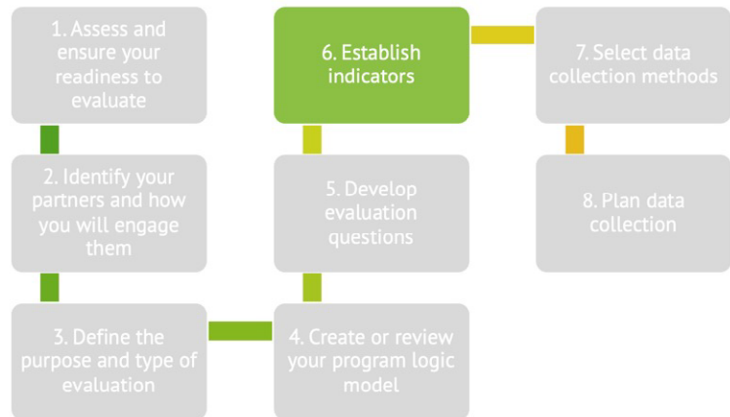 1. Assess and
ensure your
readiness to
evaluate
2. Identify your
partners and how
you will engage
them
3. Define the
purpose and type of
evaluation
4. Create or review
your program logic
model
5. Develop
evaluation
questions
6. Establish
indicators
7. Select data
collection methods
8. Plan data
collection